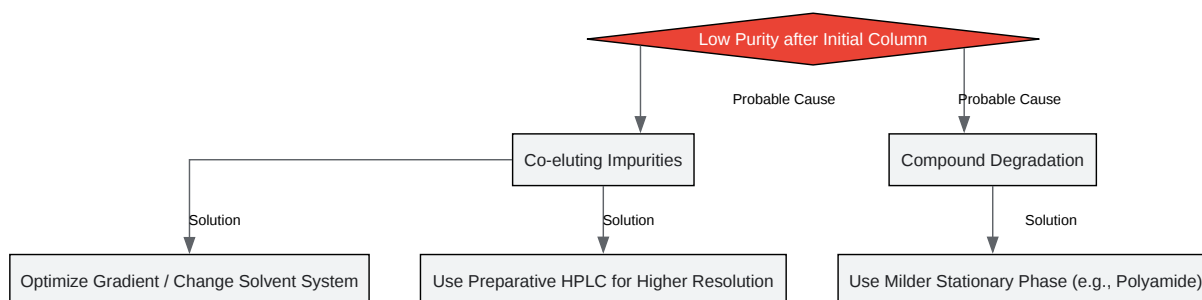 Low Purity after Initial Column
Probable Cause
Probable Cause
Co-eluting Impurities
Compound Degradation
Solution
Solution
Solution
Optimize Gradient / Change Solvent System
Use Preparative HPLC for Higher Resolution
Use Milder Stationary Phase (e.g., Polyamide)